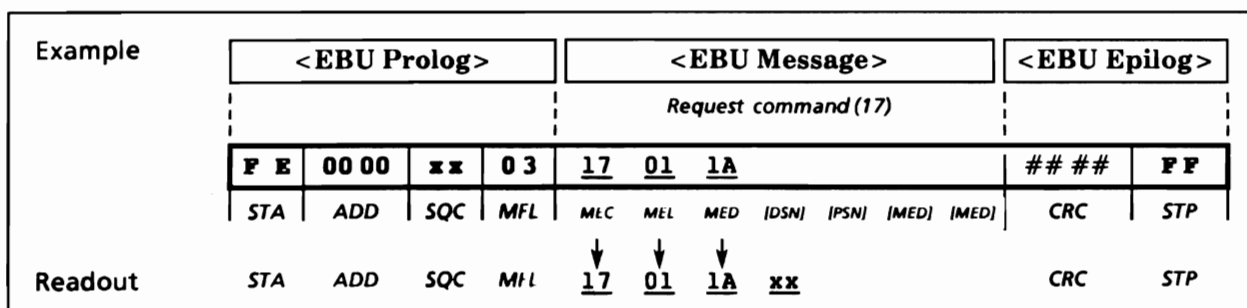 Example <EBU Prolog> <EBU Message> <EBU Epilog>
Request command (17)
F E 00 00 xx 0 3 17 01 1A ## ## F F
STA ADD SQC MFL MEC MEL MED [DSN] [PSN] [MED] [MED] CRC STP
Readout STA ADD SQC MFL 17 01 1A xx CRC STP